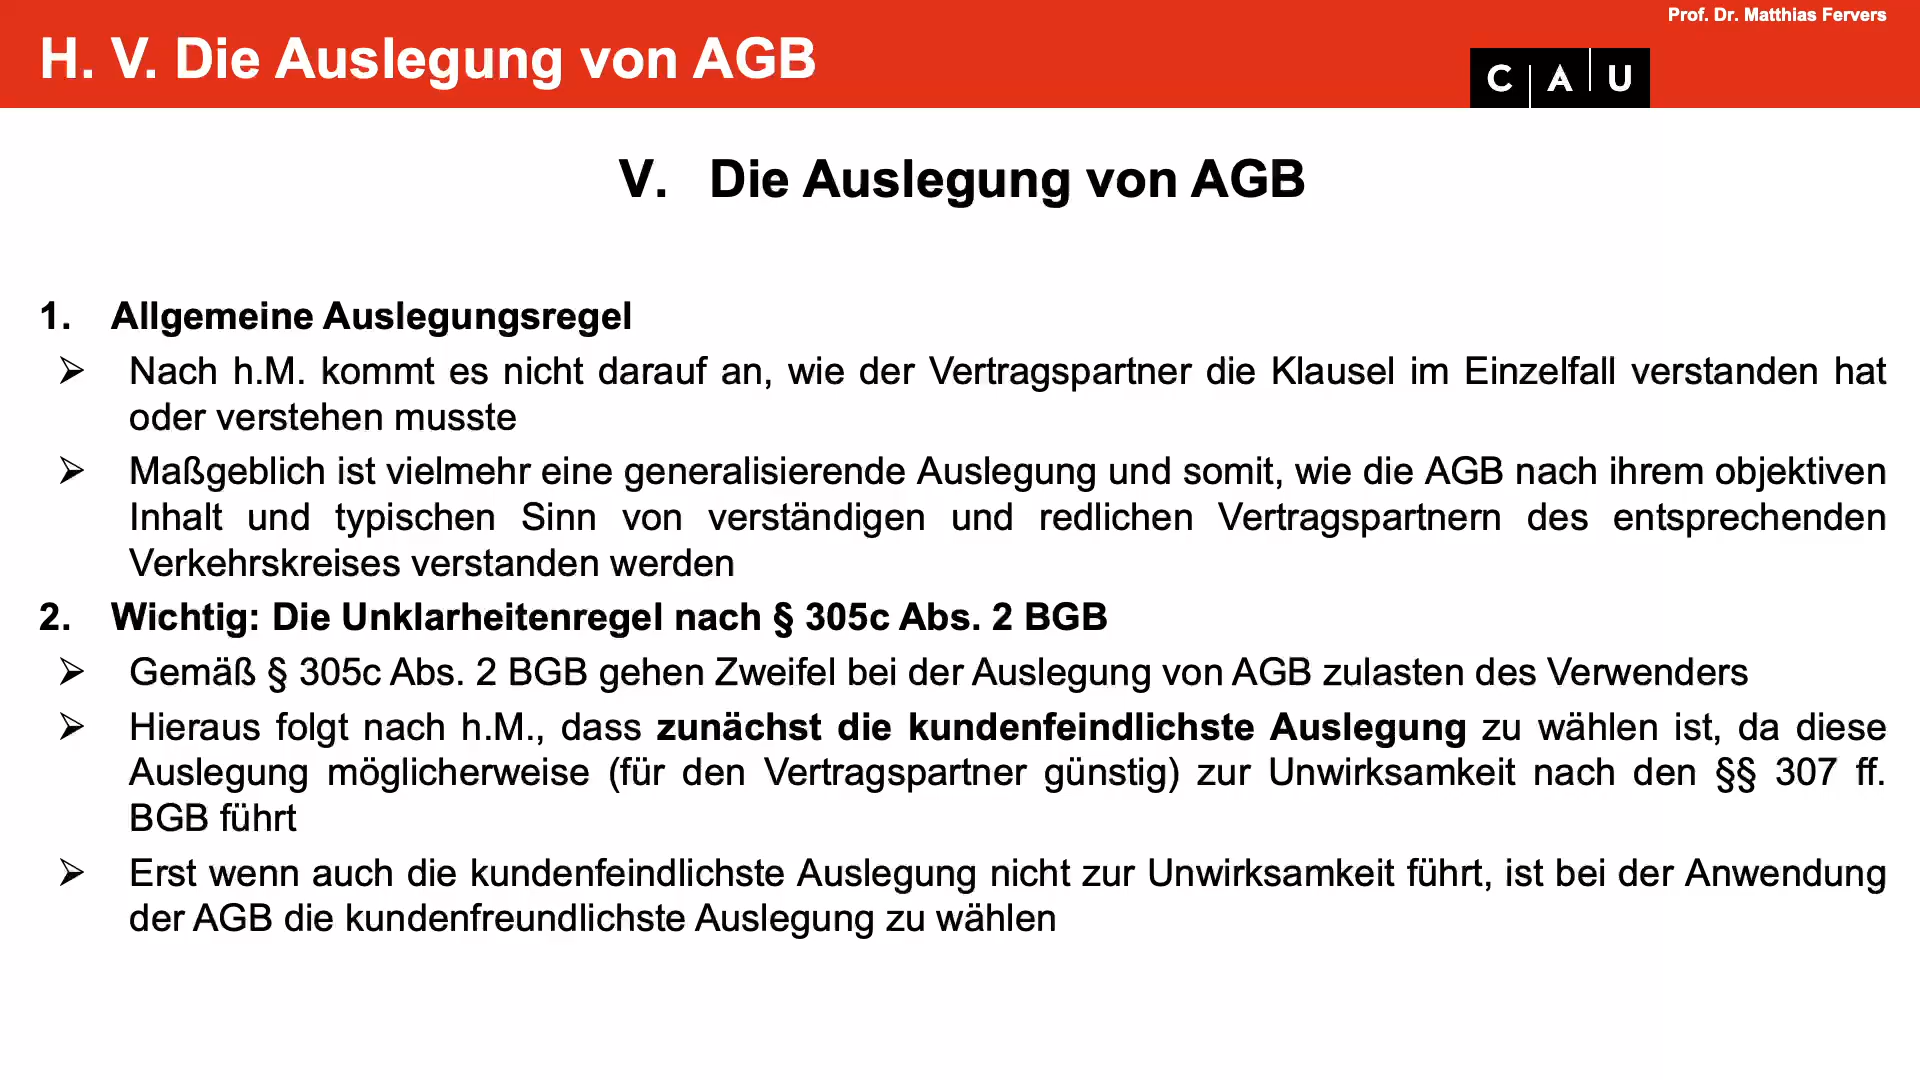 Prof. Dr. Matthias Fervers
H. V. Die Auslegung von AGB
C A U
V. Die Auslegung von AGB
1. Allgemeine Auslegungsregel
➢ Nach h.M. kommt es nicht darauf an, wie der Vertragspartner die Klausel im Einzelfall verstanden hat
oder verstehen musste
➢ Maßgeblich ist vielmehr eine generalisierende Auslegung und somit, wie die AGB nach ihrem objektiven
Inhalt und typischen Sinn von verständigen und redlichen Vertragspartnern des entsprechenden
Verkehrskreises verstanden werden
2. Wichtig: Die Unklarheitenregel nach § 305c Abs. 2 BGB
➢ Gemäß § 305c Abs. 2 BGB gehen Zweifel bei der Auslegung von AGB zulasten des Verwenders
➢ Hieraus folgt nach h.M., dass zunächst die kundenfeindlichste Auslegung zu wählen ist, da diese
Auslegung möglicherweise (für den Vertragspartner günstig) zur Unwirksamkeit nach den §§ 307 ff.
BGB führt
➢ Erst wenn auch die kundenfeindlichste Auslegung nicht zur Unwirksamkeit führt, ist bei der Anwendung
der AGB die kundenfreundlichste Auslegung zu wählen